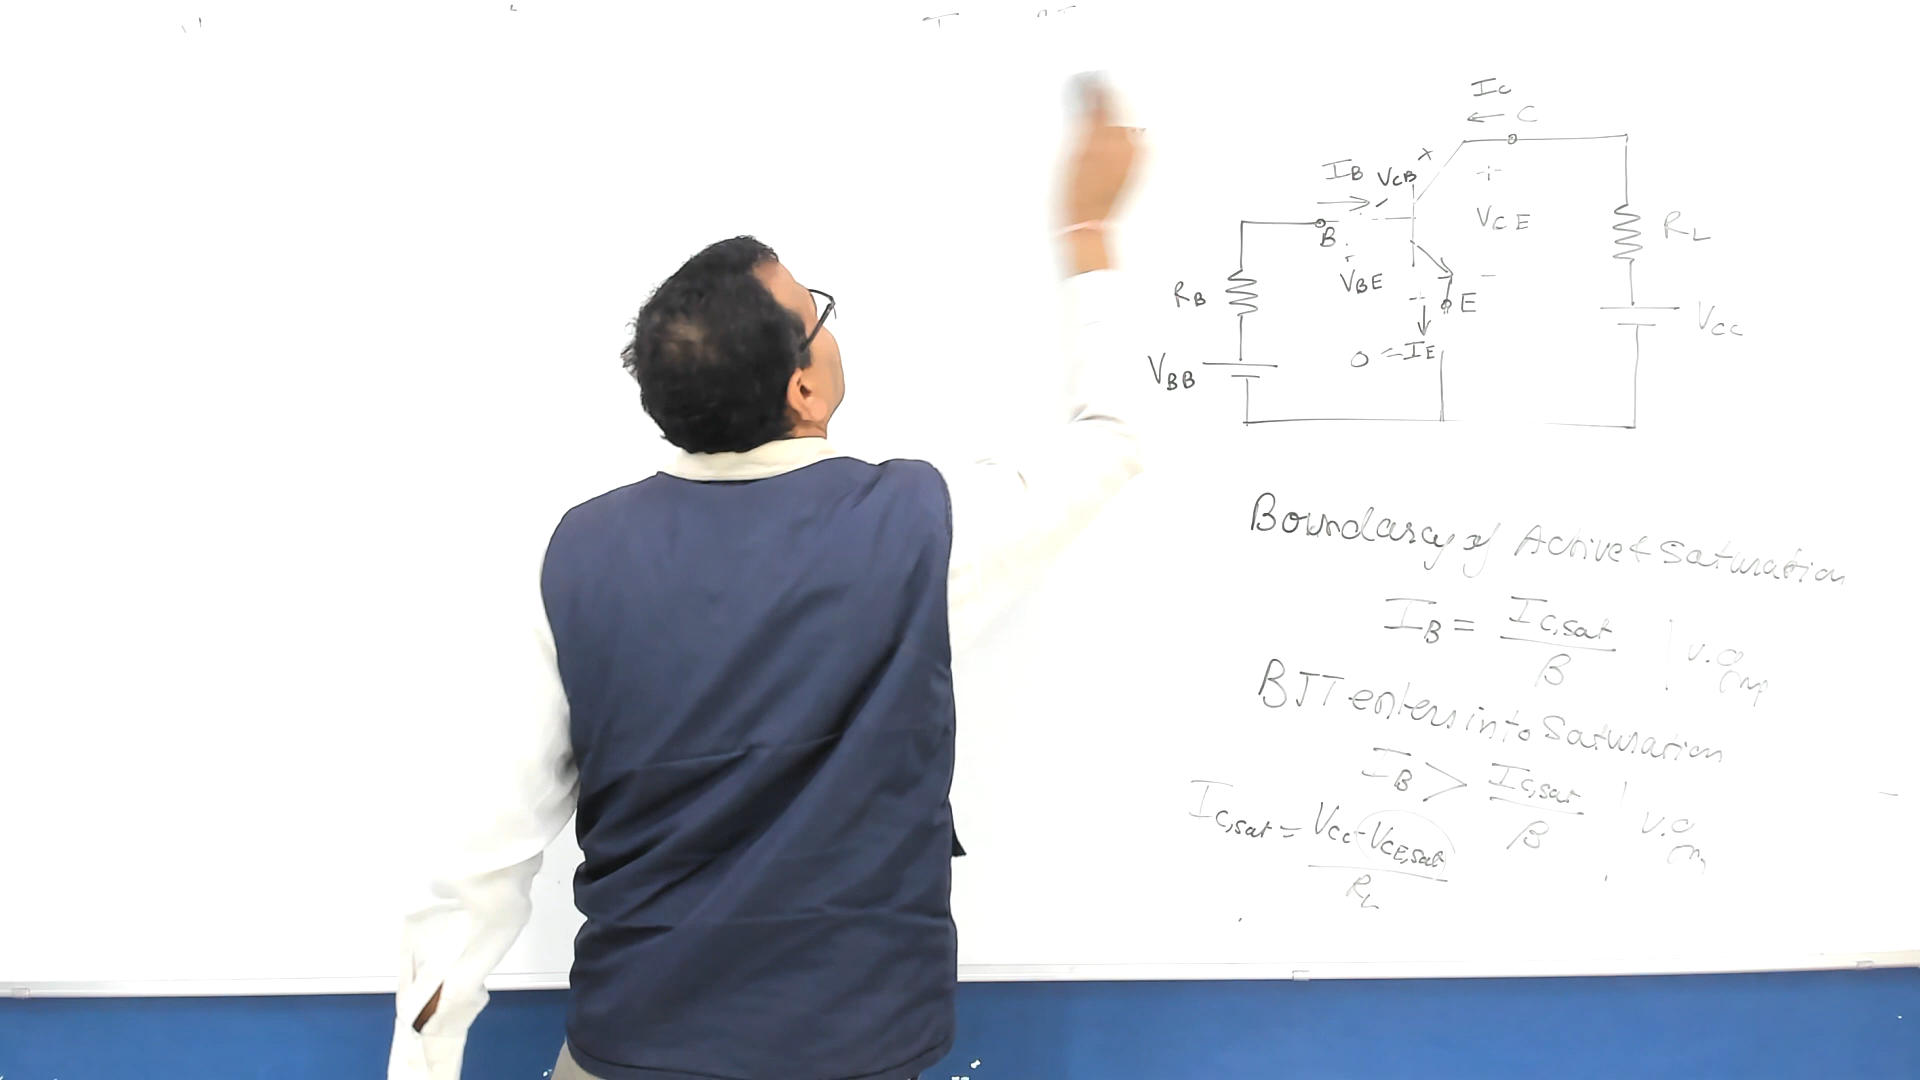 IC
← C
IB
VCB
+
VCE
-
RL
B
VBE
RB
E
VCC
VBB
0 = IE
Boundary of Active & Saturation
IB = IC,sat / β
BJT enters into Saturation
IB > IC,sat / β
IC,sat = VCC - VCE,sat / RL